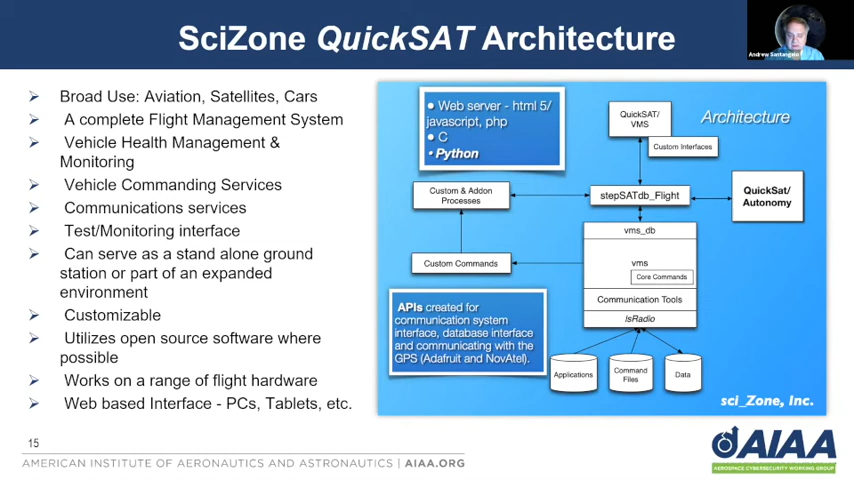 SciZone QuickSAT Architecture
Andrew Santangelo
Broad Use: Aviation, Satellites, Cars
A complete Flight Management System
Vehicle Health Management &
Monitoring
Vehicle Commanding Services
Communications services
Test/Monitoring interface
Can serve as a stand alone ground
station or part of an expanded
environment
Customizable
Utilizes open source software where
possible
Works on a range of flight hardware
Web based Interface - PCs, Tablets, etc.
• Web server - html 5/
javascript, php
• C
• Python
QuickSAT/
VMS
Architecture
Custom Interfaces
Custom & Addon
Processes
stepSATdb_Flight
QuickSat/
Autonomy
vms_db
vms
Core Commands
Custom Commands
Communication Tools
IsRadio
APIs created for
communication system
interface, database interface
and communicating with the
GPS (Adafruit and NovAtel).
Applications
Command
Files
Data
sci_Zone, Inc.
15
AMERICAN INSTITUTE OF AERONAUTICS AND ASTRONAUTICS | AIAA.ORG
AIAA
AEROSPACE CYBERSECURITY WORKING GROUP